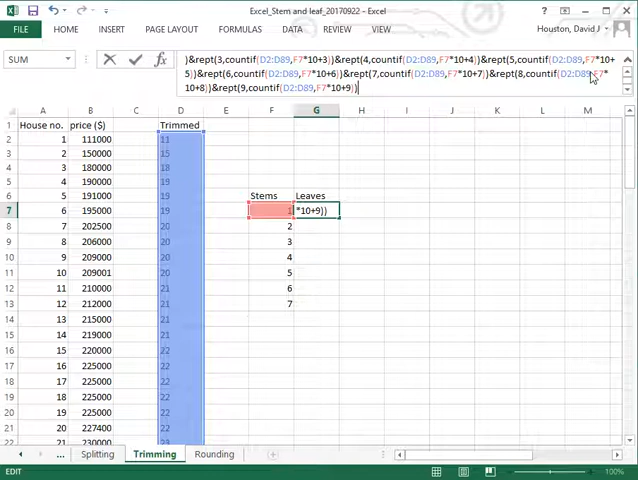 Excel_Stem and leaf_20170922 - Excel
FILE HOME INSERT PAGE LAYOUT FORMULAS DATA REVIEW VIEW Houston, David J
SUM fx )&rept(3,countif(D2:D89,F7*10+3))&rept(4,countif(D2:D89,F7*10+4))&rept(5,countif(D2:D89,F7*10+
5))&rept(6,countif(D2:D89,F7*10+6))&rept(7,countif(D2:D89,F7*10+7))&rept(8,countif(D2:D89,F7*
10+8))&rept(9,countif(D2:D89,F7*10+9))
A B C D E F G H I J K L M
1 House no. price ($) Trimmed
2 1 111000 11
3 2 150000 15
4 3 180000 18
5 4 190000 19
6 5 191000 19 Stems Leaves
7 6 195000 19 1 *10+9))
8 7 202500 20 2
9 8 206000 20 3
10 9 209000 20 4
11 10 209001 20 5
12 11 210000 21 6
13 12 212000 21 7
14 13 219000 21
15 14 219000 21
16 15 220000 22
17 16 225000 22
18 17 225000 22
19 18 225000 22
20 19 225000 22
21 20 227400 22
22 21 230000
... Splitting Trimming Rounding
EDIT 100%